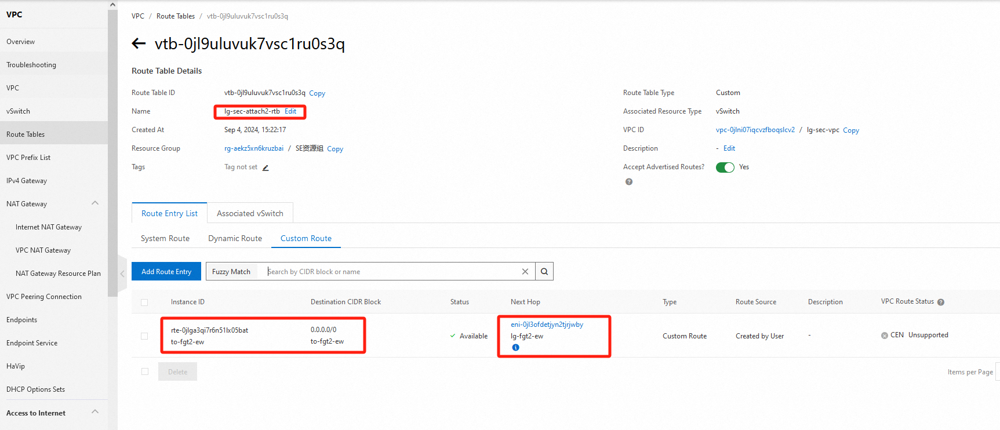 VPC
Overview
Troubleshooting
VPC
vSwitch
Route Tables
VPC Prefix List
IPv4 Gateway
NAT Gateway
Internet NAT Gateway
VPC NAT Gateway
NAT Gateway Resource Plan
VPC Peering Connection
Endpoints
Endpoint Service
HaVip
DHCP Options Sets
Access to Internet
VPC / Route Tables / vtb-0jl9uluvuk7vsc1ru0s3q
vtb-0jl9uluvuk7vsc1ru0s3q
Route Table Details
Route Table ID vtb-0jl9uluvuk7vsc1ru0s3q Copy
Route Table Type Custom
Name lg-sec-attach2-rtb Edit
Associated Resource Type vSwitch
Created At Sep 4, 2024, 15:22:17
VPC ID vpc-0jlni07iqcvzfboqslcv2 / lg-sec-vpc Copy
Resource Group rg-aekz5xn6kruzbai / SE资源组 Copy
Description - Edit
Tags Tag not set
Accept Advertised Routes? Yes
Route Entry List Associated vSwitch
System Route Dynamic Route Custom Route
Add Route Entry Fuzzy Match Search by CIDR block or name
Instance ID Destination CIDR Block Status Next Hop Type Route Source Description VPC Route Status
rte-0jlga3qi7r6n51lx05bat 0.0.0.0/0 Available eni-0jl3ofdetjyn2tjrjwby Custom Route Created by User - CEN Unsupported
to-fgt2-ew to-fgt2-ew lg-fgt2-ew
Delete
Items per Page